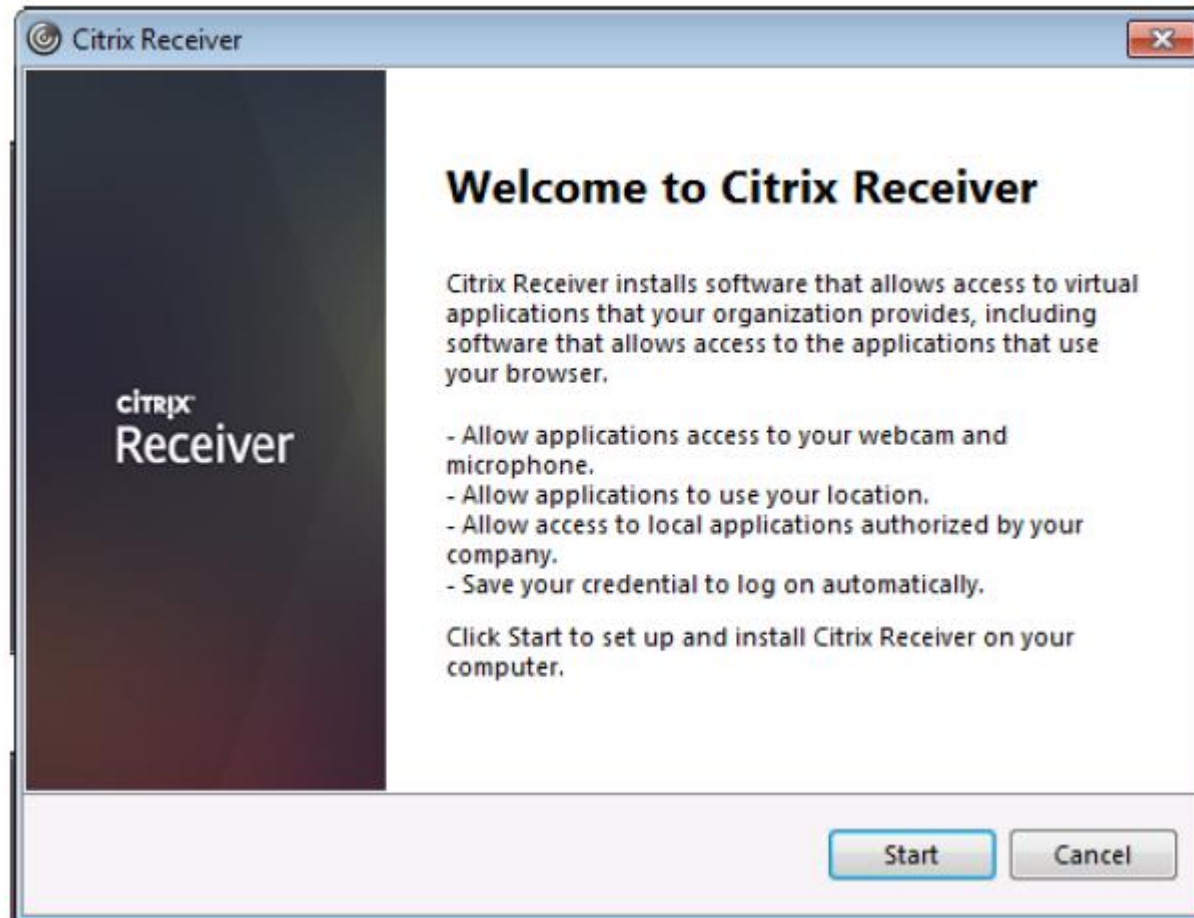 Citrix Receiver
Welcome to Citrix Receiver
Citrix Receiver installs software that allows access to virtual
applications that your organization provides, including
software that allows access to the applications that use
your browser.
CİTRIX
Receiver
- Allow applications access to your webcam and
microphone.
- Allow applications to use your location.
- Allow access to local applications authorized by your
company.
- Save your credential to log on automatically.
Click Start to set up and install Citrix Receiver on your
computer.
Start
Cancel